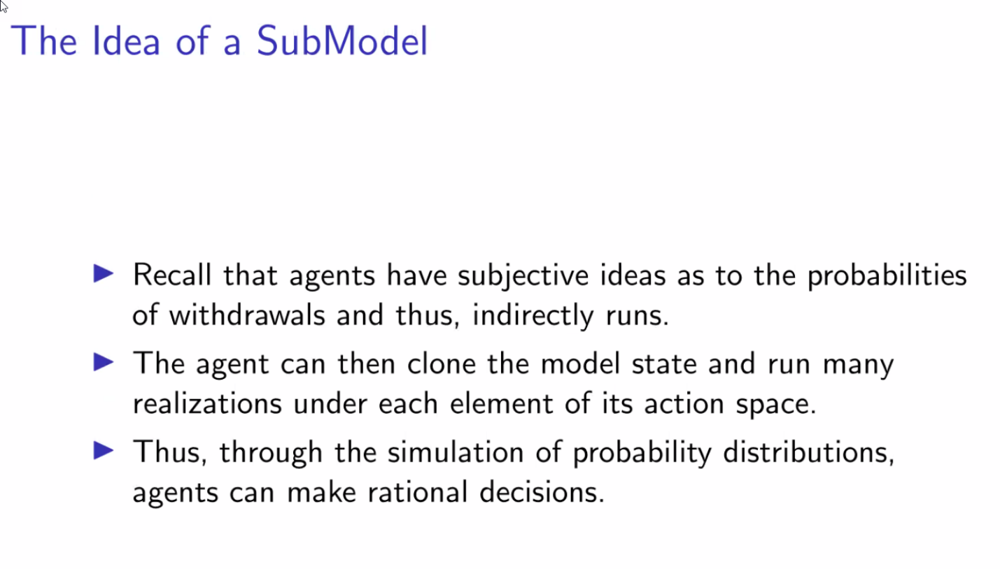 The Idea of a SubModel
Recall that agents have subjective ideas as to the probabilities
of withdrawals and thus, indirectly runs.
The agent can then clone the model state and run many
realizations under each element of its action space.
Thus, through the simulation of probability distributions,
agents can make rational decisions.